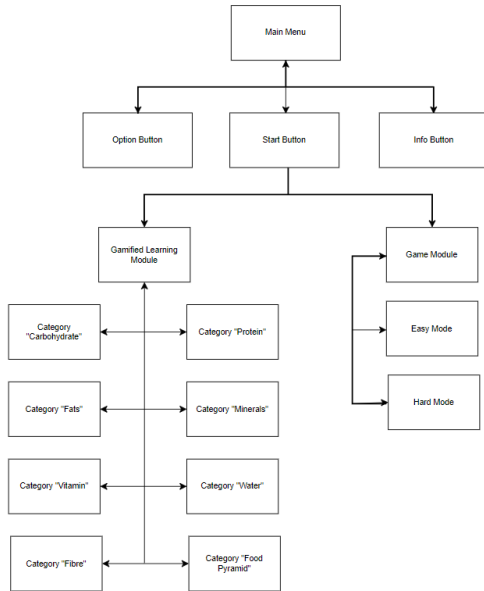 Main Menu
Option Button
Start Button
Info Button
Gamified Learning
Module
Game Module
Category
"Carbohydrate"
Category "Protein"
Easy Mode
Category "Fats"
Category "Minerals"
Hard Mode
Category "Vitamin"
Category "Water"
Category "Fibre"
Category "Food
Pyramid"